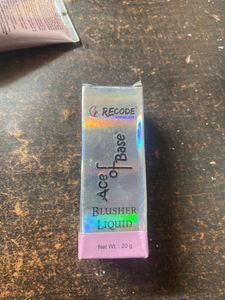 RECODE
Ace
of
Base
BLUSHER
LIQUID
Net Wt. : 20 g